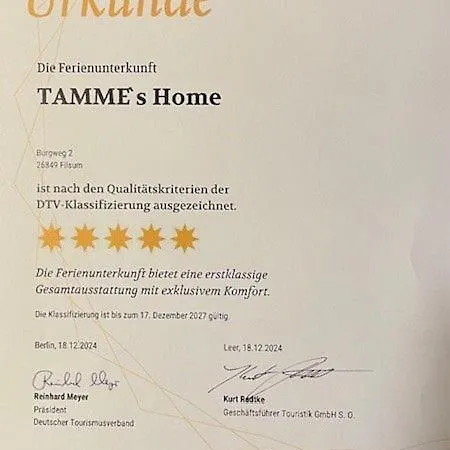 Urkunde
Die Ferienunterkunft
TAMME`s Home
Burgweg 2
26849 Filsum
ist nach den Qualitätskriterien der
DTV-Klassifizierung ausgezeichnet.
Die Ferienunterkunft bietet eine erstklassige
Gesamtausstattung mit exklusivem Komfort.
Die Klassifizierung ist bis zum 17. Dezember 2027 gültig.
Berlin, 18.12.2024
Leer, 18.12.2024
Reinhard Meyer
Präsident
Deutscher Tourismusverband
Kurt Radtke
Geschäftsführer Touristik GmbH S. O.